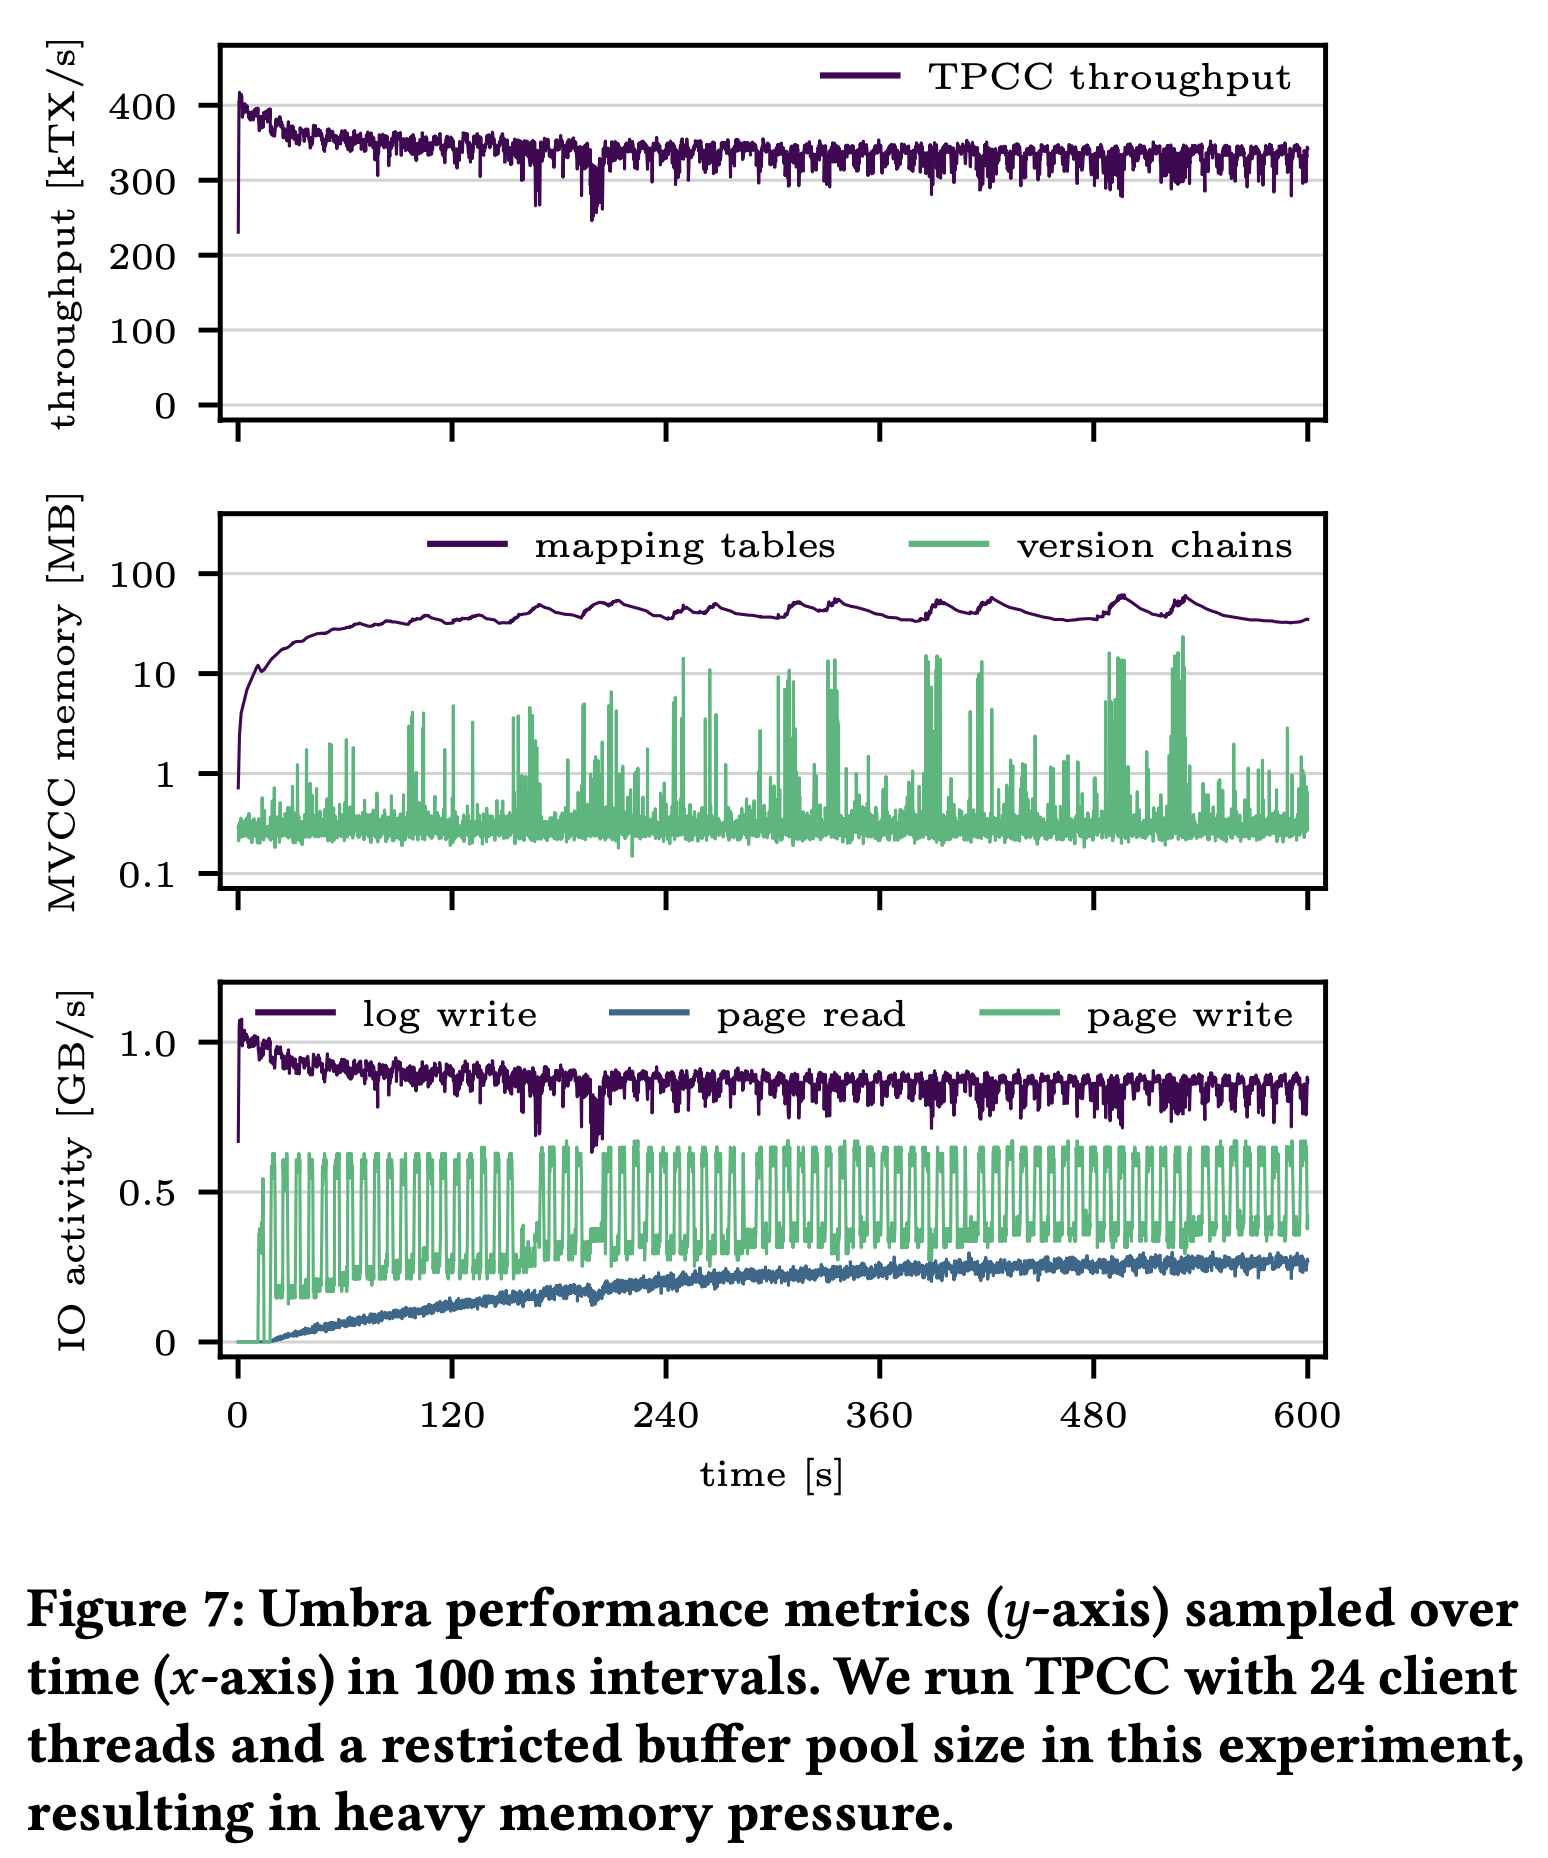 TPCC throughput
throughput [kTX/s]
400
300
200
100
0
mapping tables version chains
MVCC memory [MB]
100
10
1
0.1
log write page read page write
IO activity [GB/s]
1.0
0.5
0
0 120 240 360 480 600
time [s]
Figure 7: Umbra performance metrics (y-axis) sampled over
time (x-axis) in 100 ms intervals. We run TPCC with 24 client
threads and a restricted buffer pool size in this experiment,
resulting in heavy memory pressure.